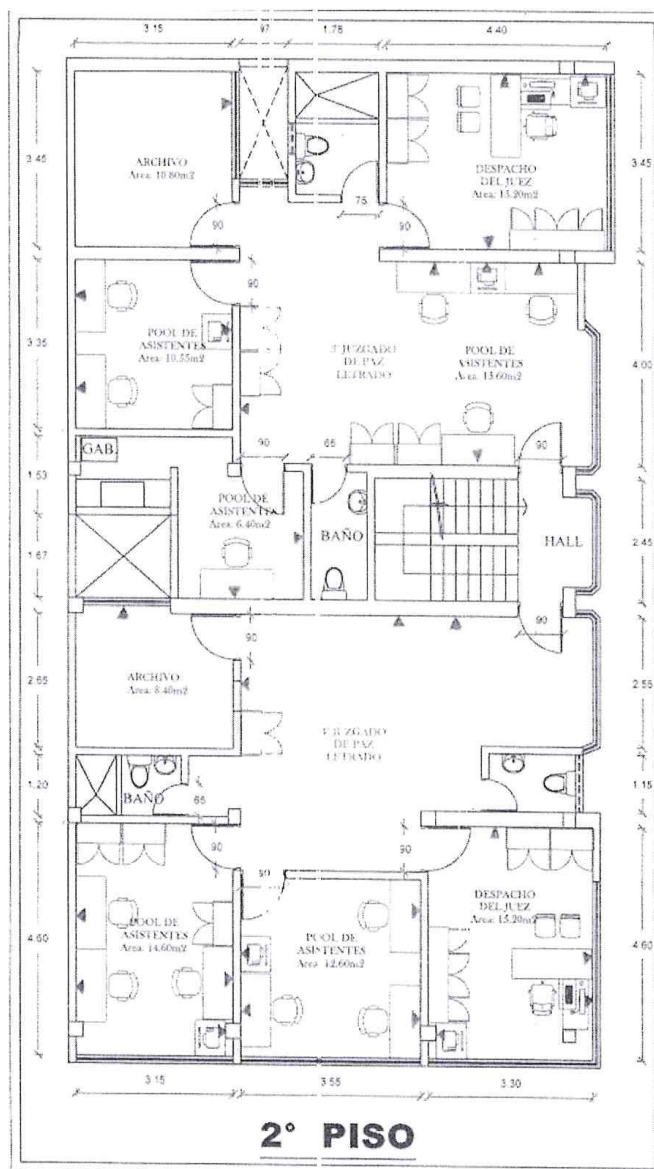 3.15
97
1.78
4.40
3.45
ARCHIVO
Area: 10.80m2
DESPACHO
DEL JUEZ
Area: 15.20m2
3.45
75
90
90
90
3.35
POOL DE
ASISTENTES
Area: 10.55m2
3°JUZGADO
DE PAZ
LETRADO
POOL DE
ASISTENTES
Area: 15.60m2
4.00
90
65
90
GAB.
1.53
POOL DE
ASISTENTE
Area: 6.40m2
BAÑO
HALL
2.45
1.67
90
90
2.65
ARCHIVO
Area: 8.40m2
JUZGADO
DE PAZ
LETRADO
2.55
1.20
BAÑO
65
1.15
90
90
90
4.60
POOL DE
ASISTENTES
Area: 14.60m2
POOL DE
ASISTENTES
Area: 12.60m2
DESPACHO
DEL JUEZ
Area: 15.20m2
4.60
3.15
3.55
3.30
2° PISO